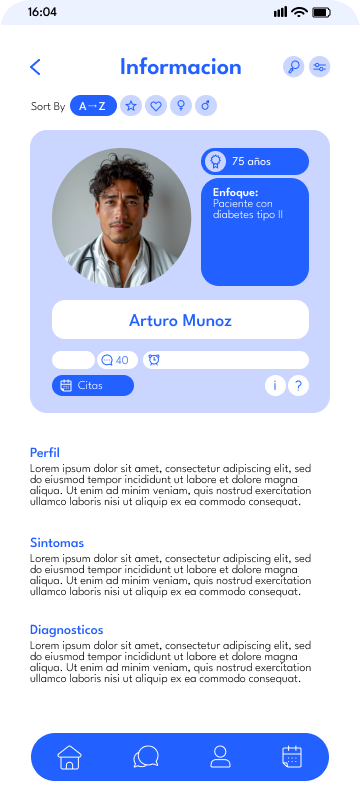 16:04
Informacion
Sort By A→Z
75 años
Enfoque:
Paciente con
diabetes tipo II
Arturo Munoz
40
Citas
i ?
Perfil
Lorem ipsum dolor sit amet, consectetur adipiscing elit, sed
do eiusmod tempor incididunt ut labore et dolore magna
aliqua. Ut enim ad minim veniam, quis nostrud exercitation
ullamco laboris nisi ut aliquip ex ea commodo consequat.
Sintomas
Lorem ipsum dolor sit amet, consectetur adipiscing elit, sed
do eiusmod tempor incididunt ut labore et dolore magna
aliqua. Ut enim ad minim veniam, quis nostrud exercitation
ullamco laboris nisi ut aliquip ex ea commodo consequat.
Diagnosticos
Lorem ipsum dolor sit amet, consectetur adipiscing elit, sed
do eiusmod tempor incididunt ut labore et dolore magna
aliqua. Ut enim ad minim veniam, quis nostrud exercitation
ullamco laboris nisi ut aliquip ex ea commodo consequat.